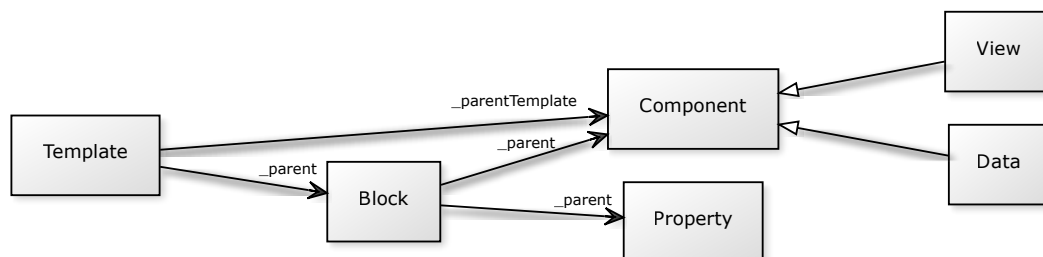 View
_parentTemplate
Component
Template
_parent
_parent
Data
Block
_parent
Property